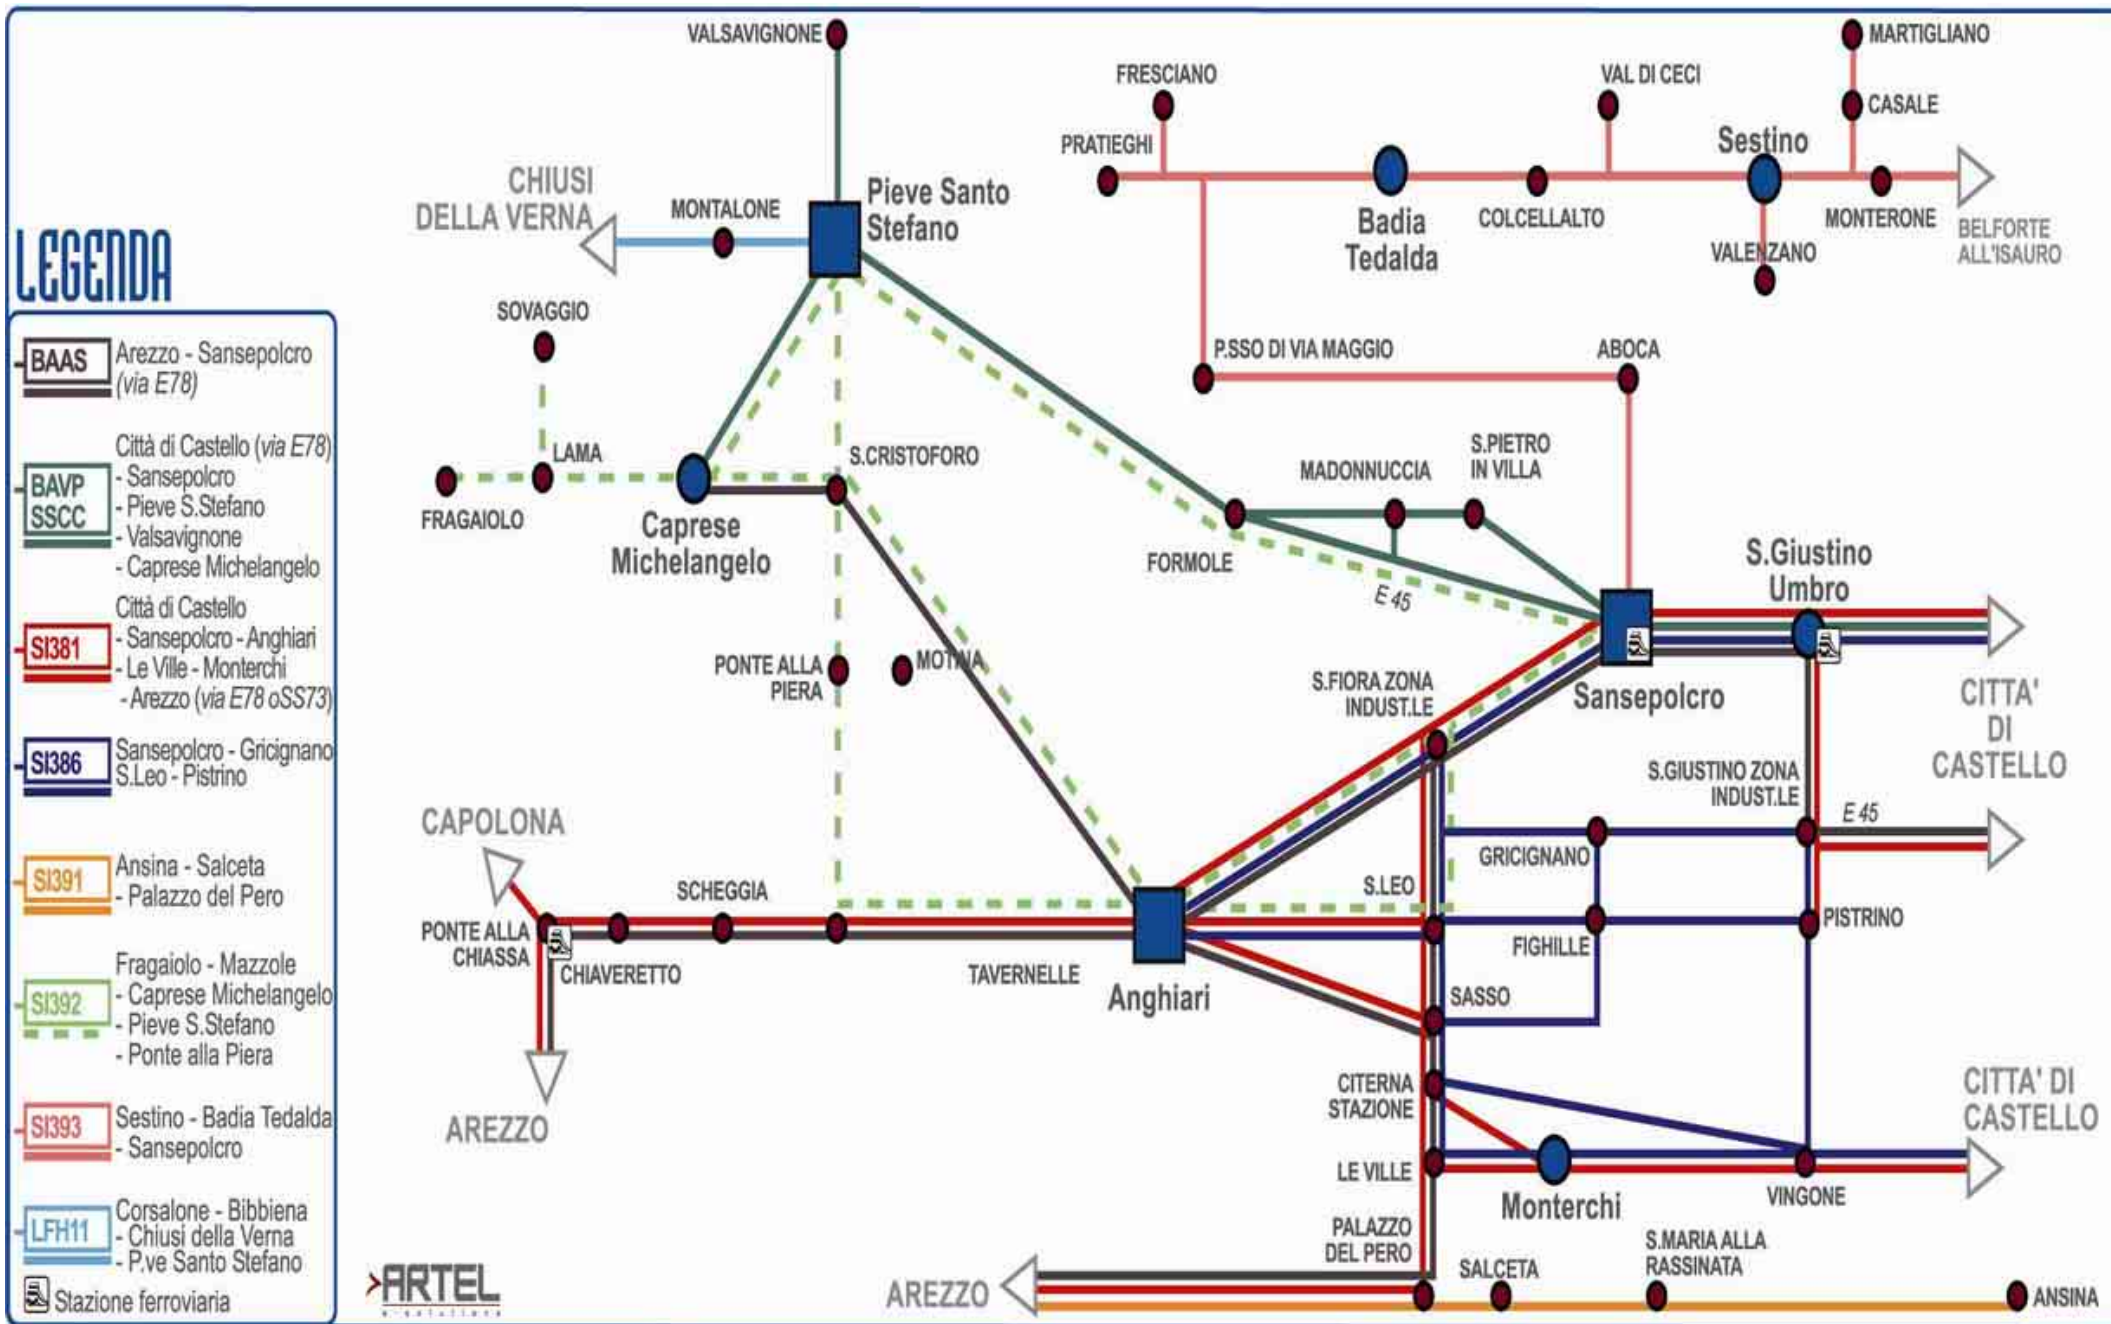 LEGENDA
BAAS
Arezzo - Sansepolcro
(via E78)
BAVP
SSCC
Città di Castello (via E78)
- Sansepolcro
- Pieve S.Stefano
- Valsavignone
- Caprese Michelangelo
SI381
Città di Castello
- Sansepolcro - Anghiari
- Le Ville - Monterchi
- Arezzo (via E78 oSS73)
SI386
Sansepolcro - Gricignano
S.Leo - Pistrino
SI391
Ansina - Salceta
- Palazzo del Pero
SI392
Fragaiolo - Mazzole
- Caprese Michelangelo
- Pieve S.Stefano
- Ponte alla Piera
SI393
Sestino - Badia Tedalda
- Sansepolcro
LFH11
Corsalone - Bibbiena
- Chiusi della Verna
- P.ve Santo Stefano
Stazione ferroviaria
VALSAVIGNONE
MARTIGLIANO
FRESCIANO
VAL DI CECI
CASALE
PRATIEGHI
Sestino
CHIUSI
DELLA VERNA
MONTALONE
Pieve Santo
Stefano
Badia
Tedalda
COLCELLALTO
VALENZANO
MONTERONE
BELFORTE
ALL'ISAURO
SOVAGGIO
P.SSO DI VIA MAGGIO
ABOCA
LAMA
S.CRISTOFORO
MADONNUCCIA
S.PIETRO
IN VILLA
FRAGAIOLO
Caprese
Michelangelo
FORMOLE
E 45
S.Giustino
Umbro
PONTE ALLA
PIERA
MOTINA
S.FIORA ZONA
INDUST.LE
Sansepolcro
CITTA'
DI
CASTELLO
S.GIUSTINO ZONA
INDUST.LE
E 45
CAPOLONA
GRICIGNANO
SCHEGGIA
S.LEO
PONTE ALLA
CHIASSA
CHIAVERETTO
TAVERNELLE
Anghiari
FIGHILLE
PISTRINO
SASSO
AREZZO
CITERNA
STAZIONE
CITTA' DI
CASTELLO
LE VILLE
Monterchi
VINGONE
PALAZZO
DEL PERO
SALCETA
S.MARIA ALLA
RASSINATA
AREZZO
ANSINA
ARTEL
e-solutions